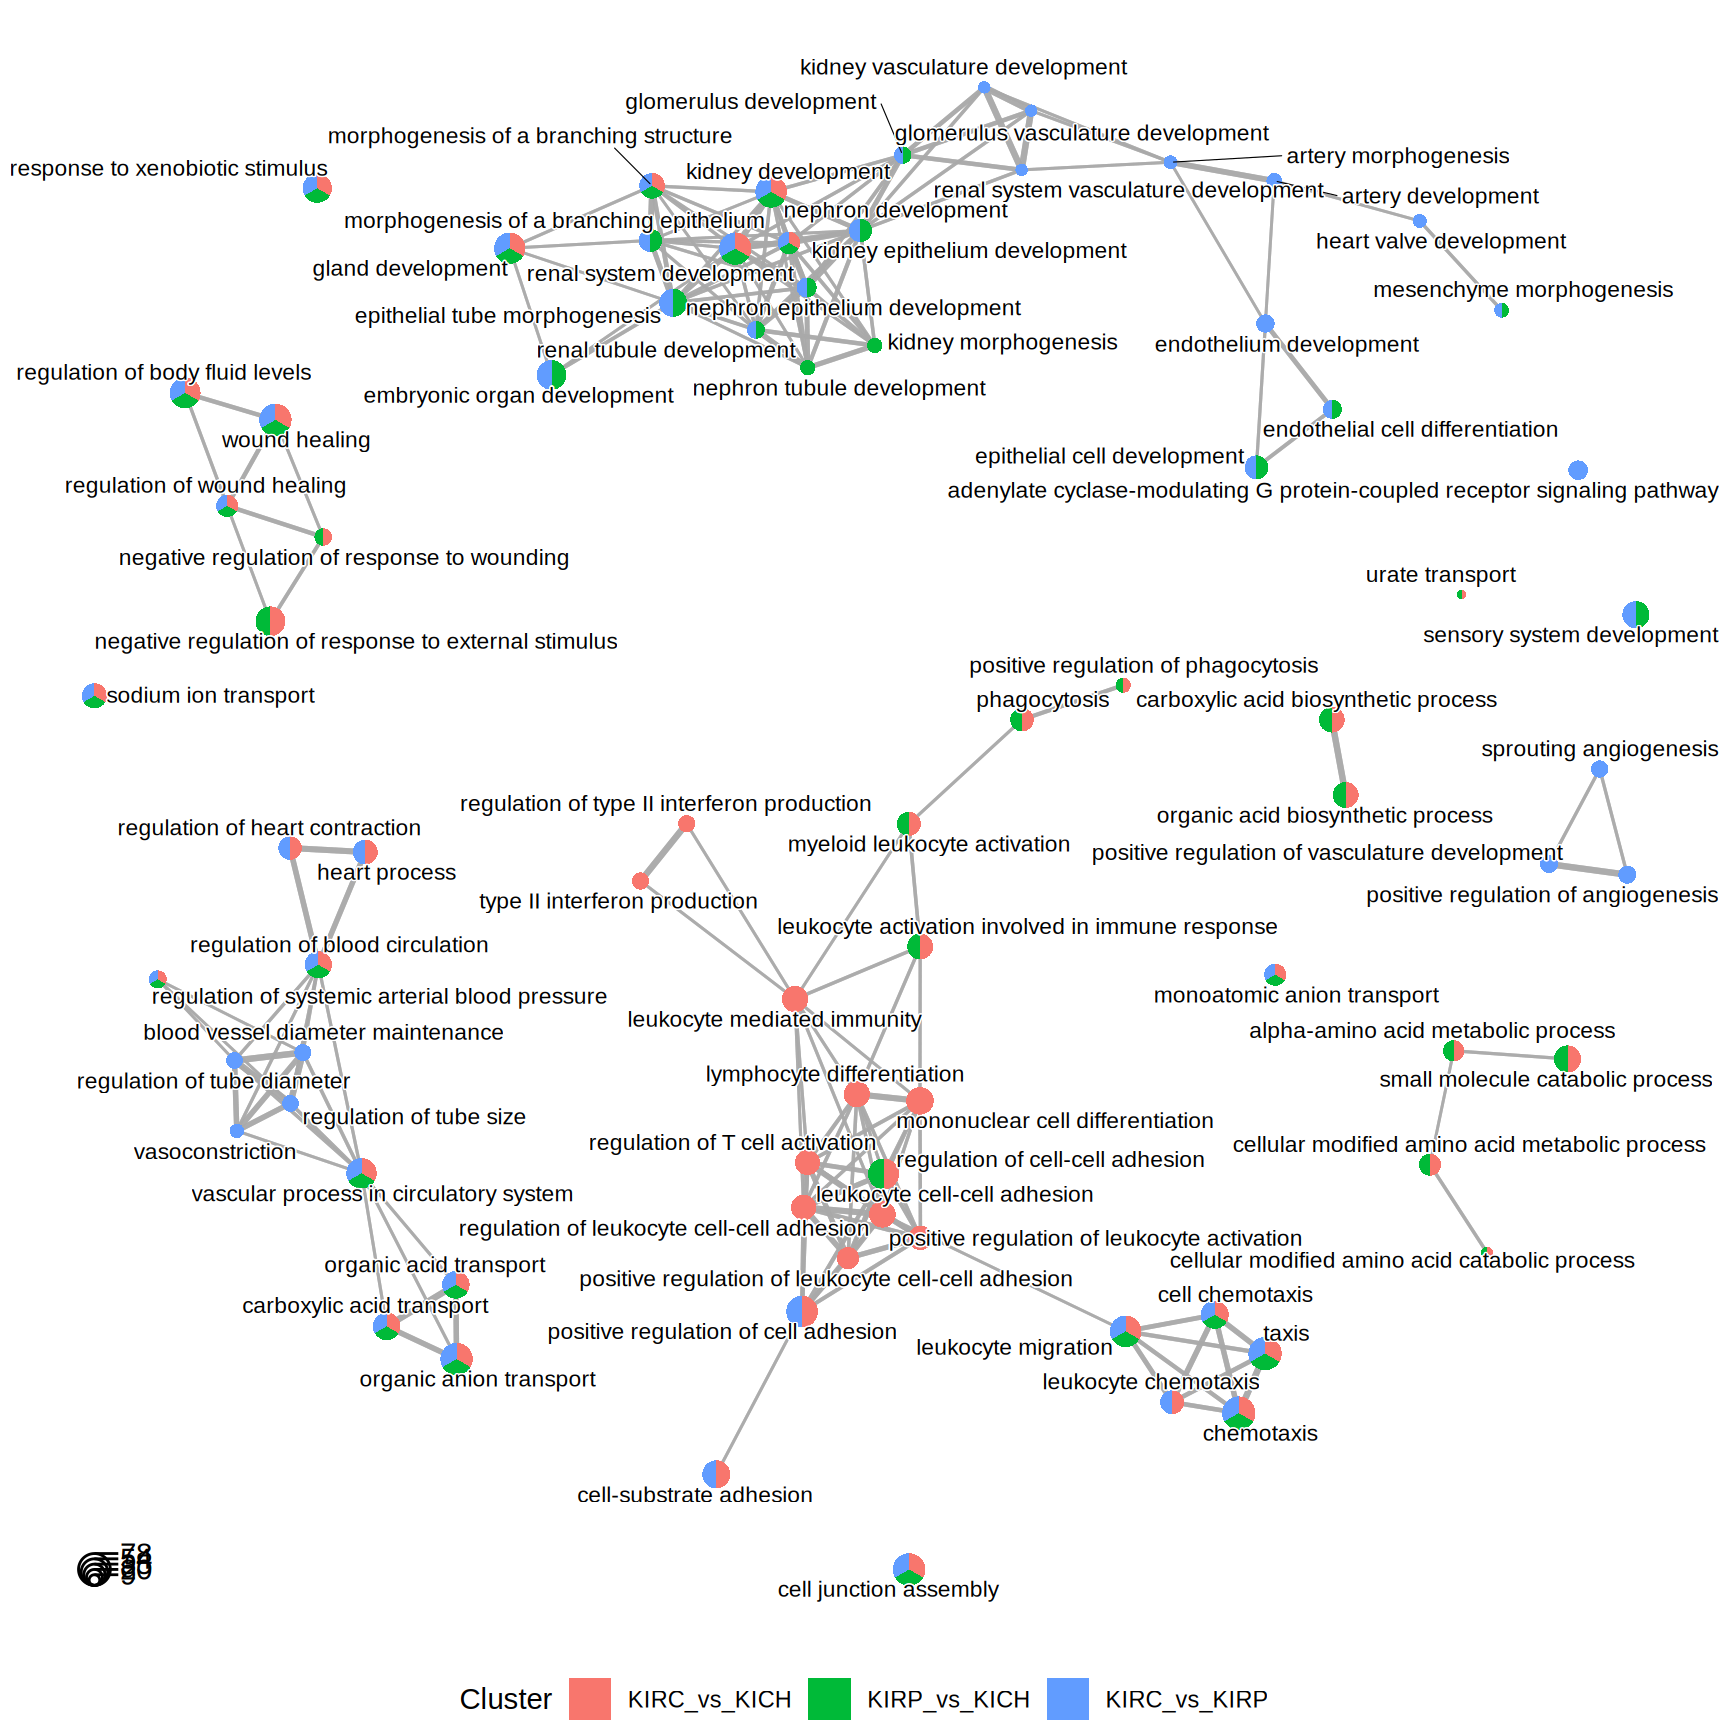 kidney vasculature development
glomerulus development
glomerulus vasculature development
morphogenesis of a branching structure
artery morphogenesis
response to xenobiotic stimulus
kidney development
renal system vasculature development
artery development
nephron development
morphogenesis of a branching epithelium
heart valve development
kidney epithelium development
gland development
renal system development
mesenchyme morphogenesis
nephron epithelium development
epithelial tube morphogenesis
kidney morphogenesis
endothelium development
renal tubule development
regulation of body fluid levels
nephron tubule development
embryonic organ development
endothelial cell differentiation
wound healing
epithelial cell development
regulation of wound healing
adenylate cyclase-modulating G protein-coupled receptor signaling pathway
negative regulation of response to wounding
urate transport
sensory system development
negative regulation of response to external stimulus
positive regulation of phagocytosis
sodium ion transport
phagocytosis
carboxylic acid biosynthetic process
sprouting angiogenesis
regulation of type II interferon production
organic acid biosynthetic process
regulation of heart contraction
myeloid leukocyte activation
positive regulation of vasculature development
heart process
positive regulation of angiogenesis
type II interferon production
leukocyte activation involved in immune response
regulation of blood circulation
regulation of systemic arterial blood pressure
monoatomic anion transport
leukocyte mediated immunity
blood vessel diameter maintenance
alpha-amino acid metabolic process
lymphocyte differentiation
regulation of tube diameter
small molecule catabolic process
regulation of tube size
mononuclear cell differentiation
regulation of T cell activation
cellular modified amino acid metabolic process
vasoconstriction
regulation of cell-cell adhesion
vascular process in circulatory system
leukocyte cell-cell adhesion
regulation of leukocyte cell-cell adhesion
positive regulation of leukocyte activation
organic acid transport
cellular modified amino acid catabolic process
positive regulation of leukocyte cell-cell adhesion
cell chemotaxis
carboxylic acid transport
positive regulation of cell adhesion
taxis
leukocyte migration
organic anion transport
leukocyte chemotaxis
chemotaxis
cell-substrate adhesion
78
9
cell junction assembly
Cluster KIRC_vs_KICH KIRP_vs_KICH KIRC_vs_KIRP